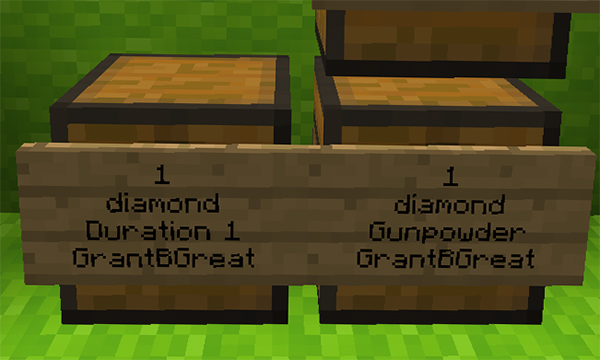 1
diamond
Duration 1
GrantBGreat
1
diamond
Gunpowder
GrantBGreat